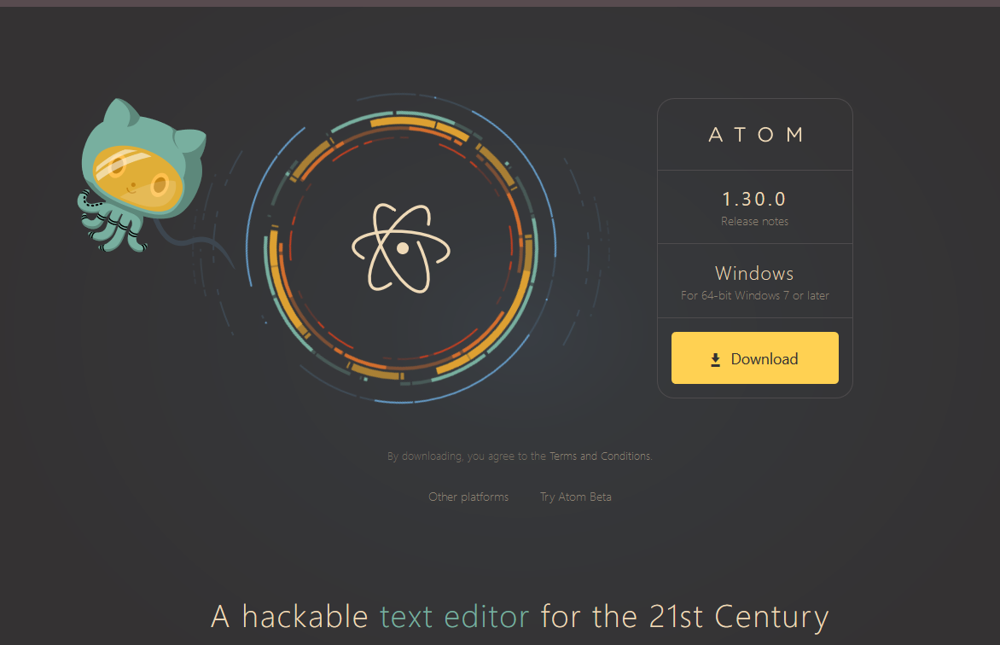 ATOM
1.30.0
Release notes
Windows
For 64-bit Windows 7 or later
Download
By downloading, you agree to the Terms and Conditions.
Other platforms Try Atom Beta
A hackable text editor for the 21st Century